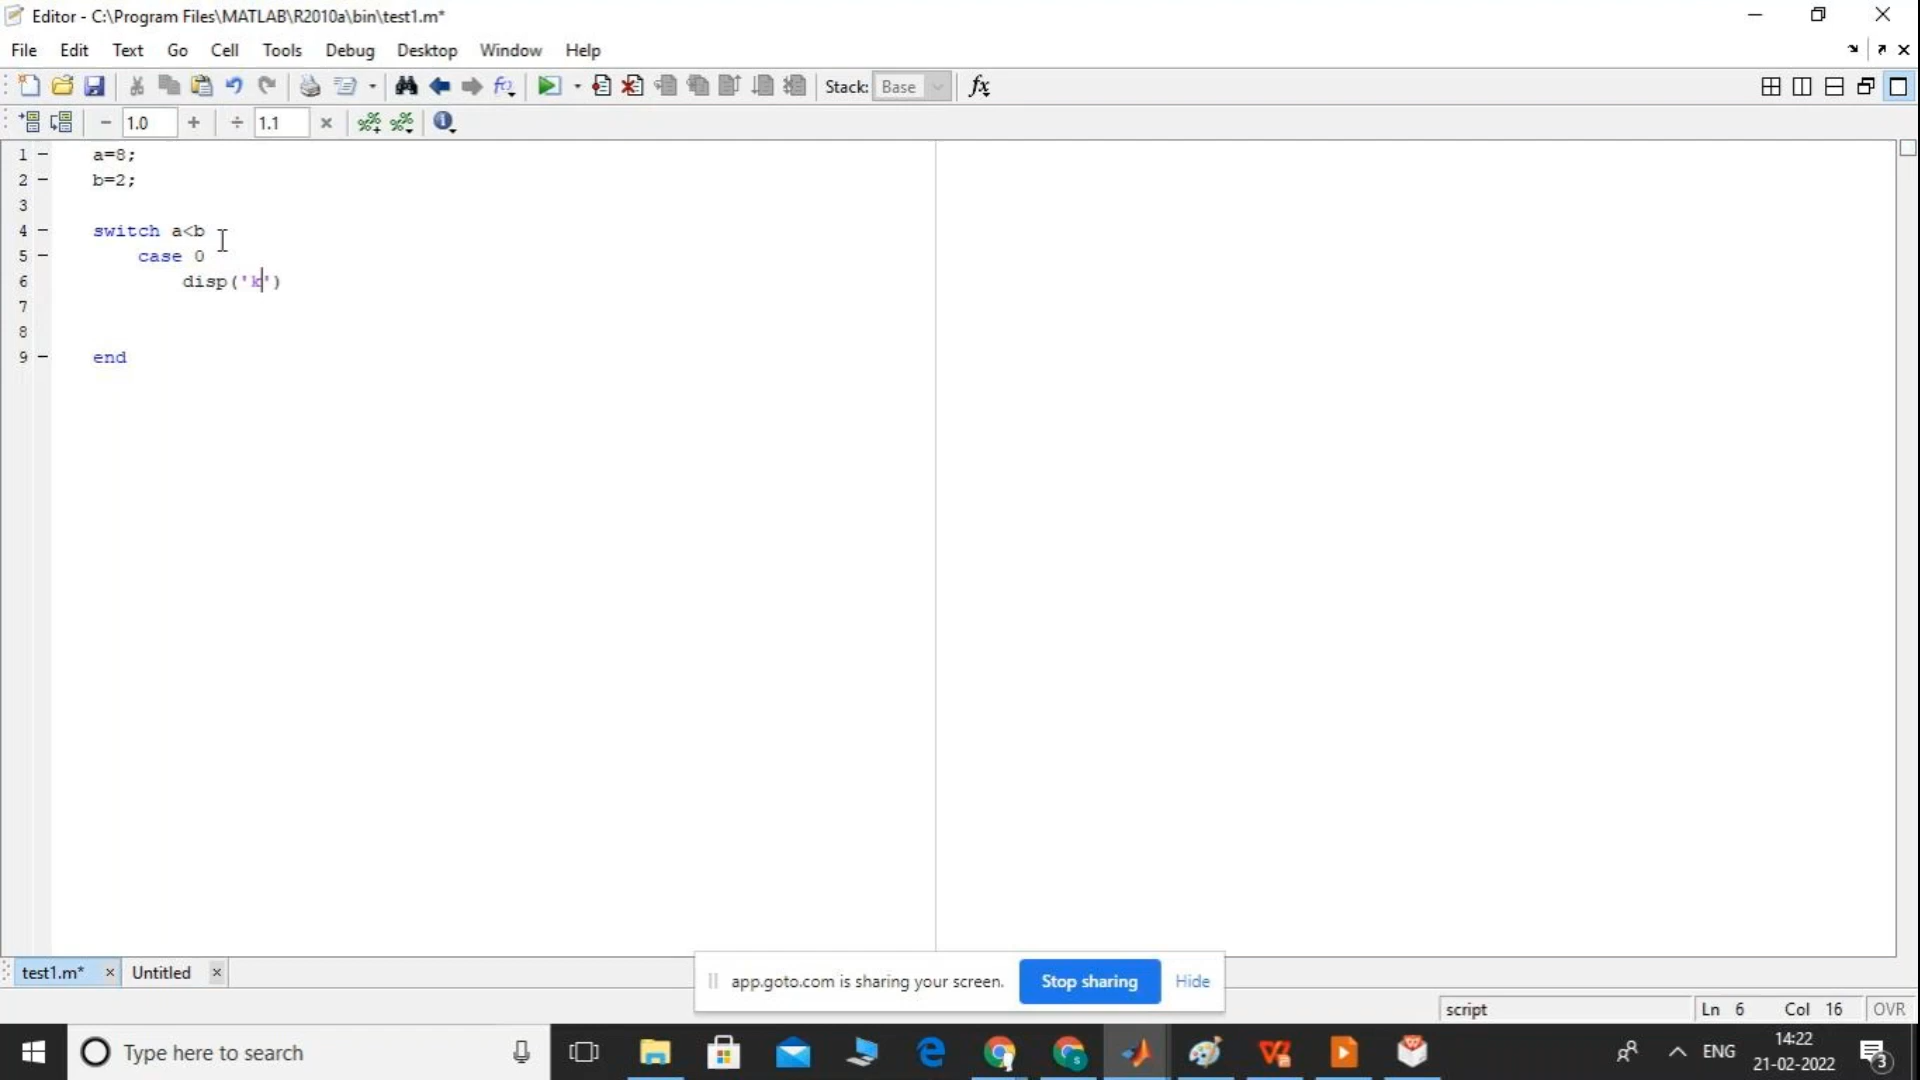 Editor - C:\Program Files\MATLAB\R2010a\bin\test1.m*
File Edit Text Go Cell Tools Debug Desktop Window Help
Stack: Base fx
− 1.0 + ÷ 1.1 ×
1 − a=8;
2 − b=2;
3
4 − switch a<b
5 − case 0
6 disp('k')
7
8
9 − end
test1.m* × Untitled ×
app.goto.com is sharing your screen. Stop sharing Hide
script Ln 6 Col 16 OVR
Type here to search
ENG 14:22
21-02-2022 3